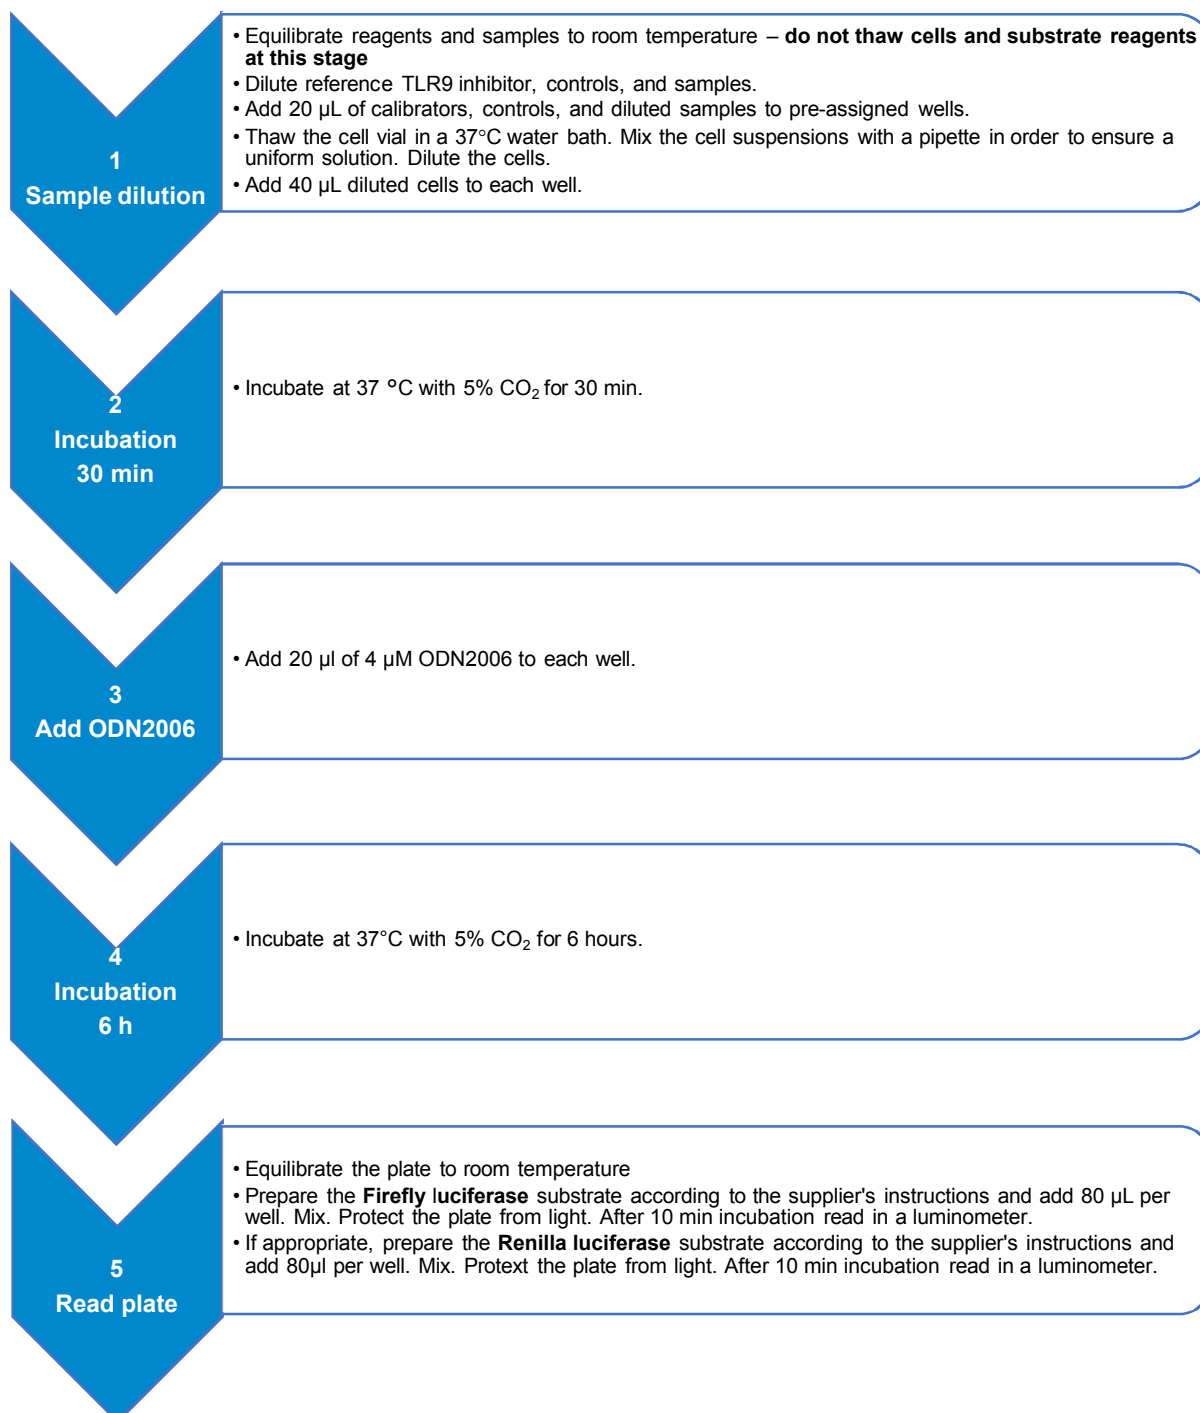 • Equilibrate reagents and samples to room temperature – do not thaw cells and substrate reagents
at this stage
• Dilute reference TLR9 inhibitor, controls, and samples.
• Add 20 µL of calibrators, controls, and diluted samples to pre-assigned wells.
• Thaw the cell vial in a 37°C water bath. Mix the cell suspensions with a pipette in order to ensure a
uniform solution. Dilute the cells.
• Add 40 µL diluted cells to each well.
1
Sample dilution
• Incubate at 37 °C with 5% CO₂ for 30 min.
2
Incubation
30 min
• Add 20 µl of 4 µM ODN2006 to each well.
3
Add ODN2006
• Incubate at 37°C with 5% CO₂ for 6 hours.
4
Incubation
6 h
• Equilibrate the plate to room temperature
• Prepare the Firefly luciferase substrate according to the supplier's instructions and add 80 µL per
well. Mix. Protect the plate from light. After 10 min incubation read in a luminometer.
• If appropriate, prepare the Renilla luciferase substrate according to the supplier's instructions and
add 80µl per well. Mix. Protext the plate from light. After 10 min incubation read in a luminometer.
5
Read plate